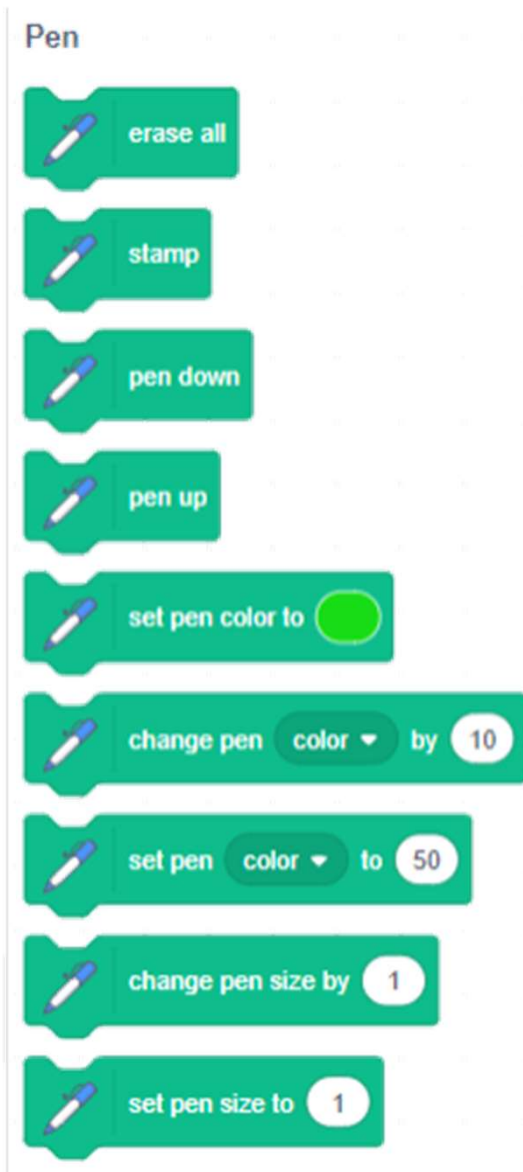 Pen
erase all
stamp
pen down
pen up
set pen color to
change pen color by 10
set pen color to 50
change pen size by 1
set pen size to 1